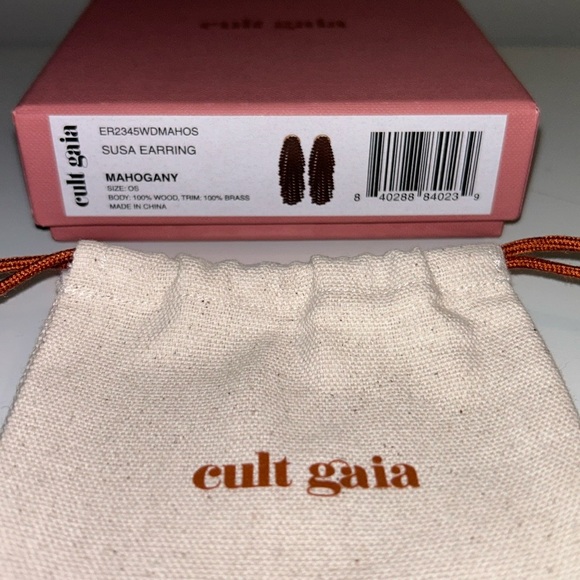 cult gaia
cult gaia
ER2345WDMAHOS
SUSA EARRING
MAHOGANY
SIZE: OS
BODY: 100% WOOD, TRIM: 100% BRASS
MADE IN CHINA
8 40288 84023 9
cult gaia